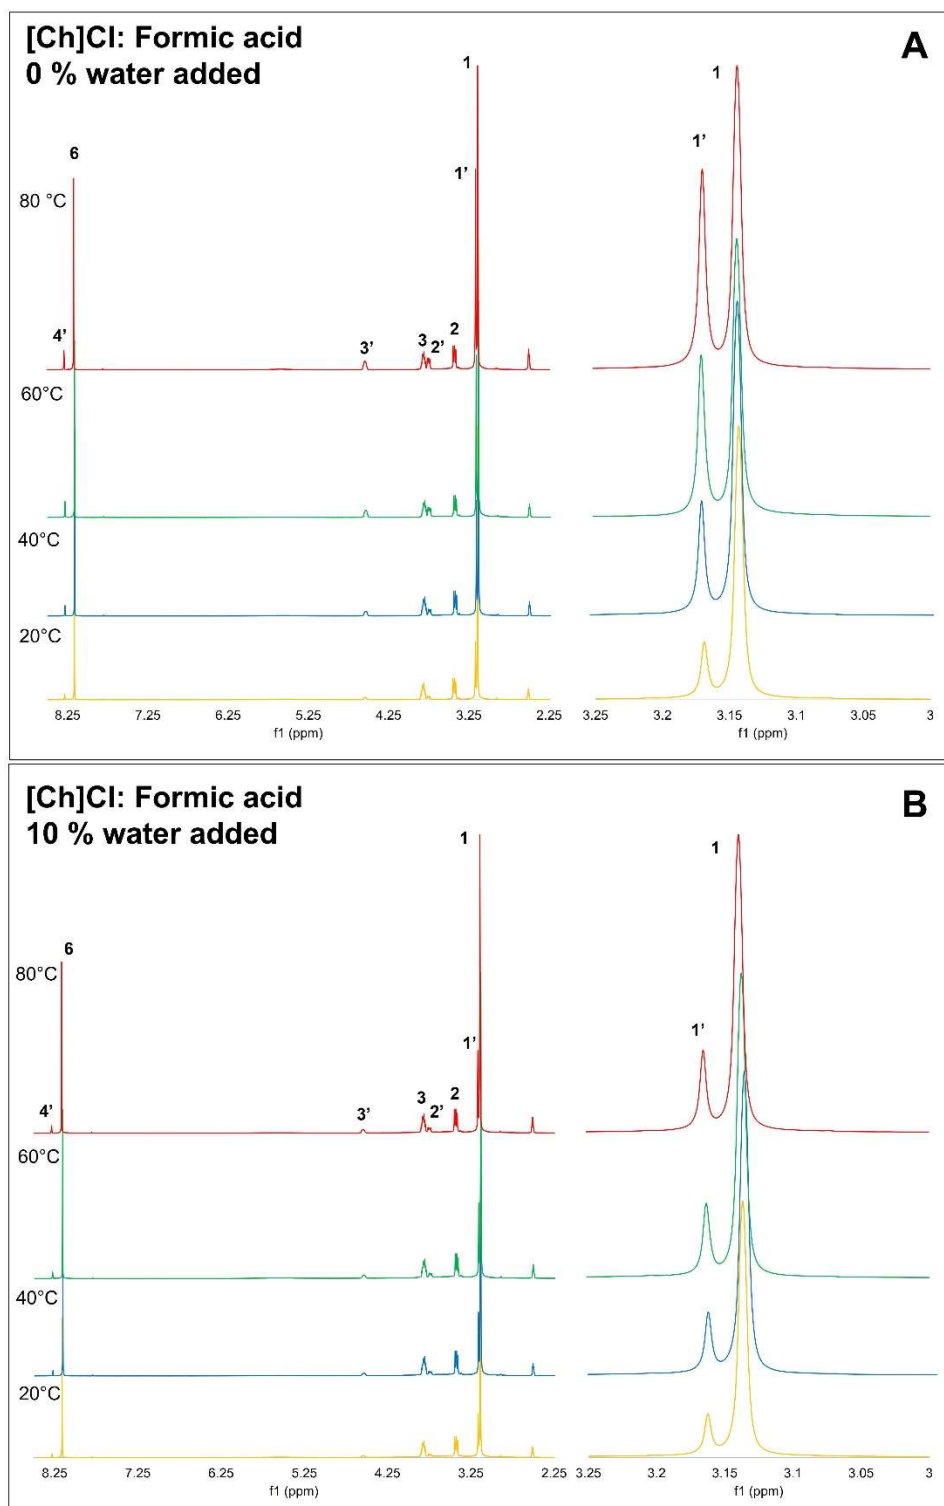 [Ch]Cl: Formic acid
0 % water added
A
1
1
6
1’
1’
80 °C
4’
3’
3
2’
2
60°C
40°C
20°C
8.25 7.25 6.25 5.25 4.25 3.25 2.25
f1 (ppm)
3.25 3.2 3.15 3.1 3.05 3
f1 (ppm)
[Ch]Cl: Formic acid
10 % water added
B
1
1
6
80°C
1’
1’
4’
3’
3
2’
2
60°C
40°C
20°C
8.25 7.25 6.25 5.25 4.25 3.25 2.25
f1 (ppm)
3.25 3.2 3.15 3.1 3.05 3
f1 (ppm)